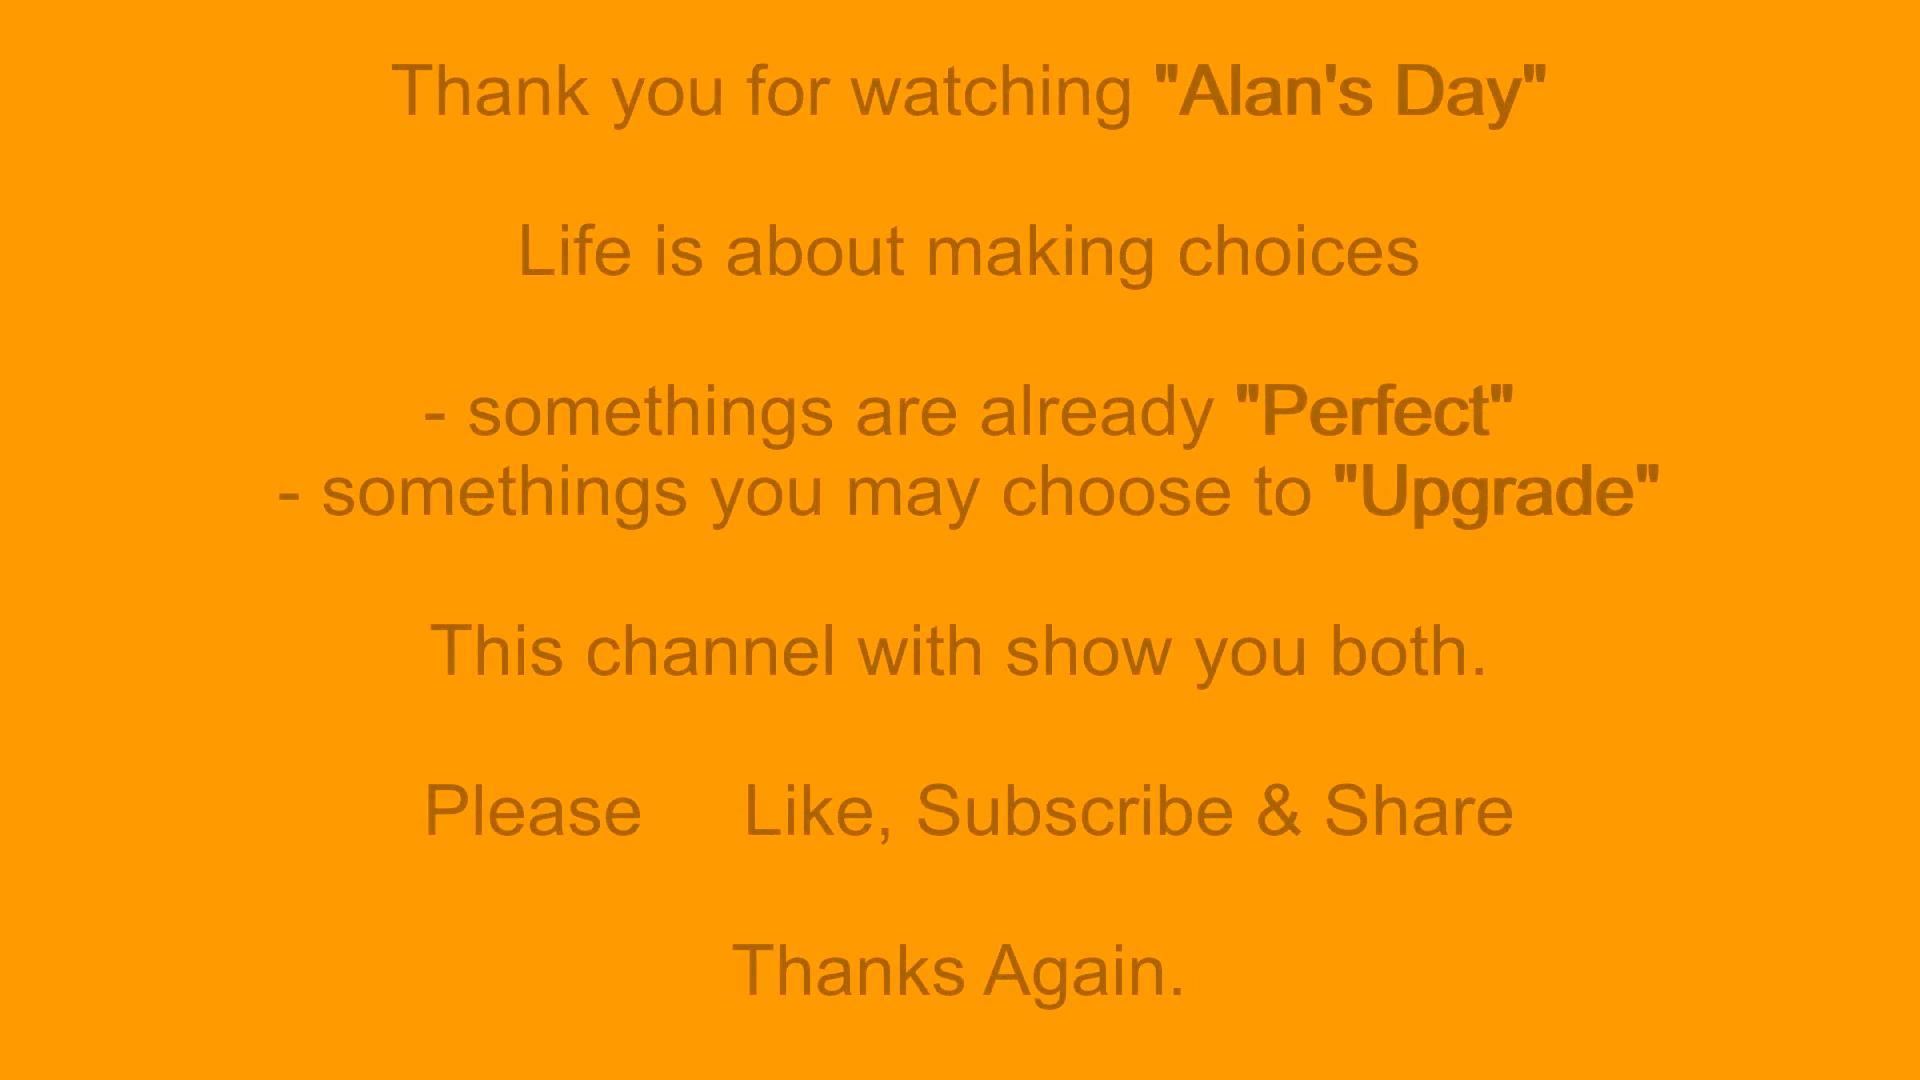 Thank you for watching "Alan's Day"
Life is about making choices
- somethings are already "Perfect"
- somethings you may choose to "Upgrade"
This channel with show you both.
Please Like, Subscribe & Share
Thanks Again.